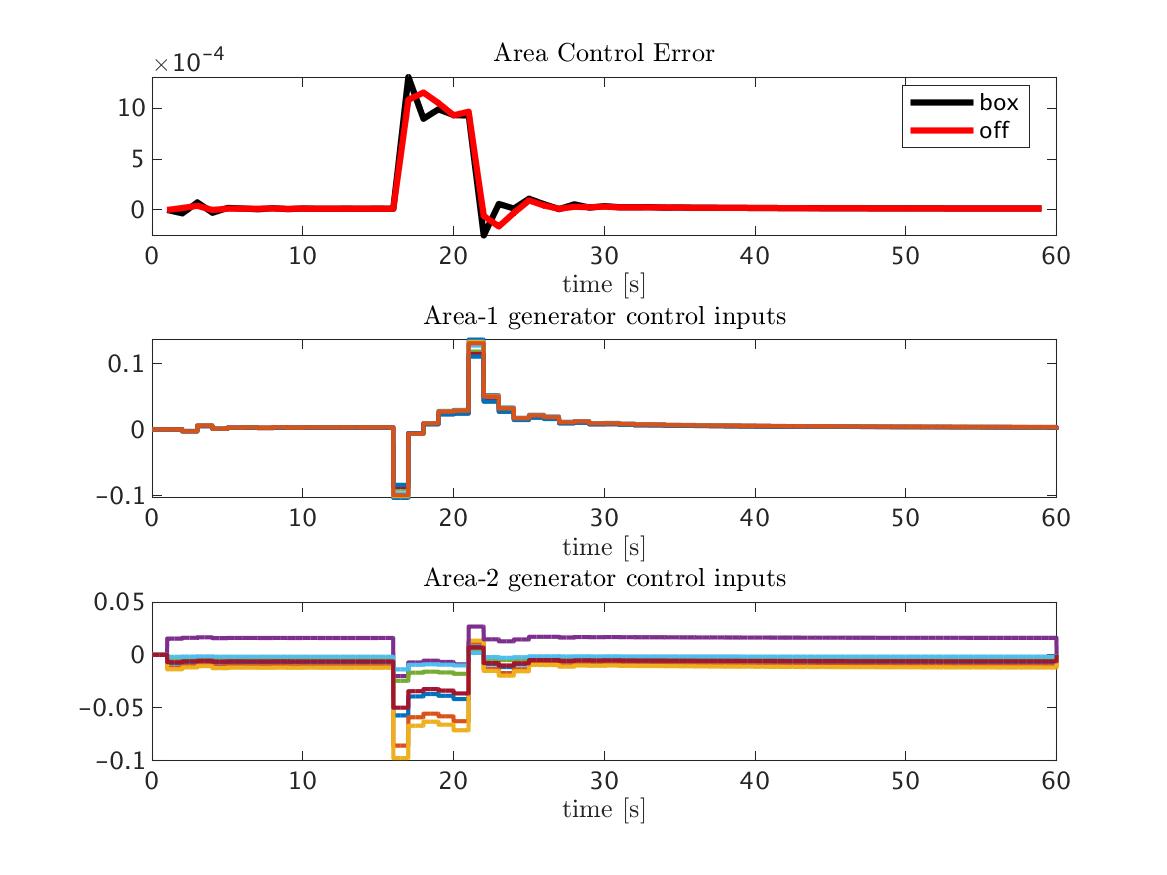 Area Control Error
×10⁻⁴
10
5
0
box
off
0 10 20 30 40 50 60
time [s]
Area-1 generator control inputs
0.1
0
−0.1
0 10 20 30 40 50 60
time [s]
Area-2 generator control inputs
0.05
0
−0.05
−0.1
0 10 20 30 40 50 60
time [s]